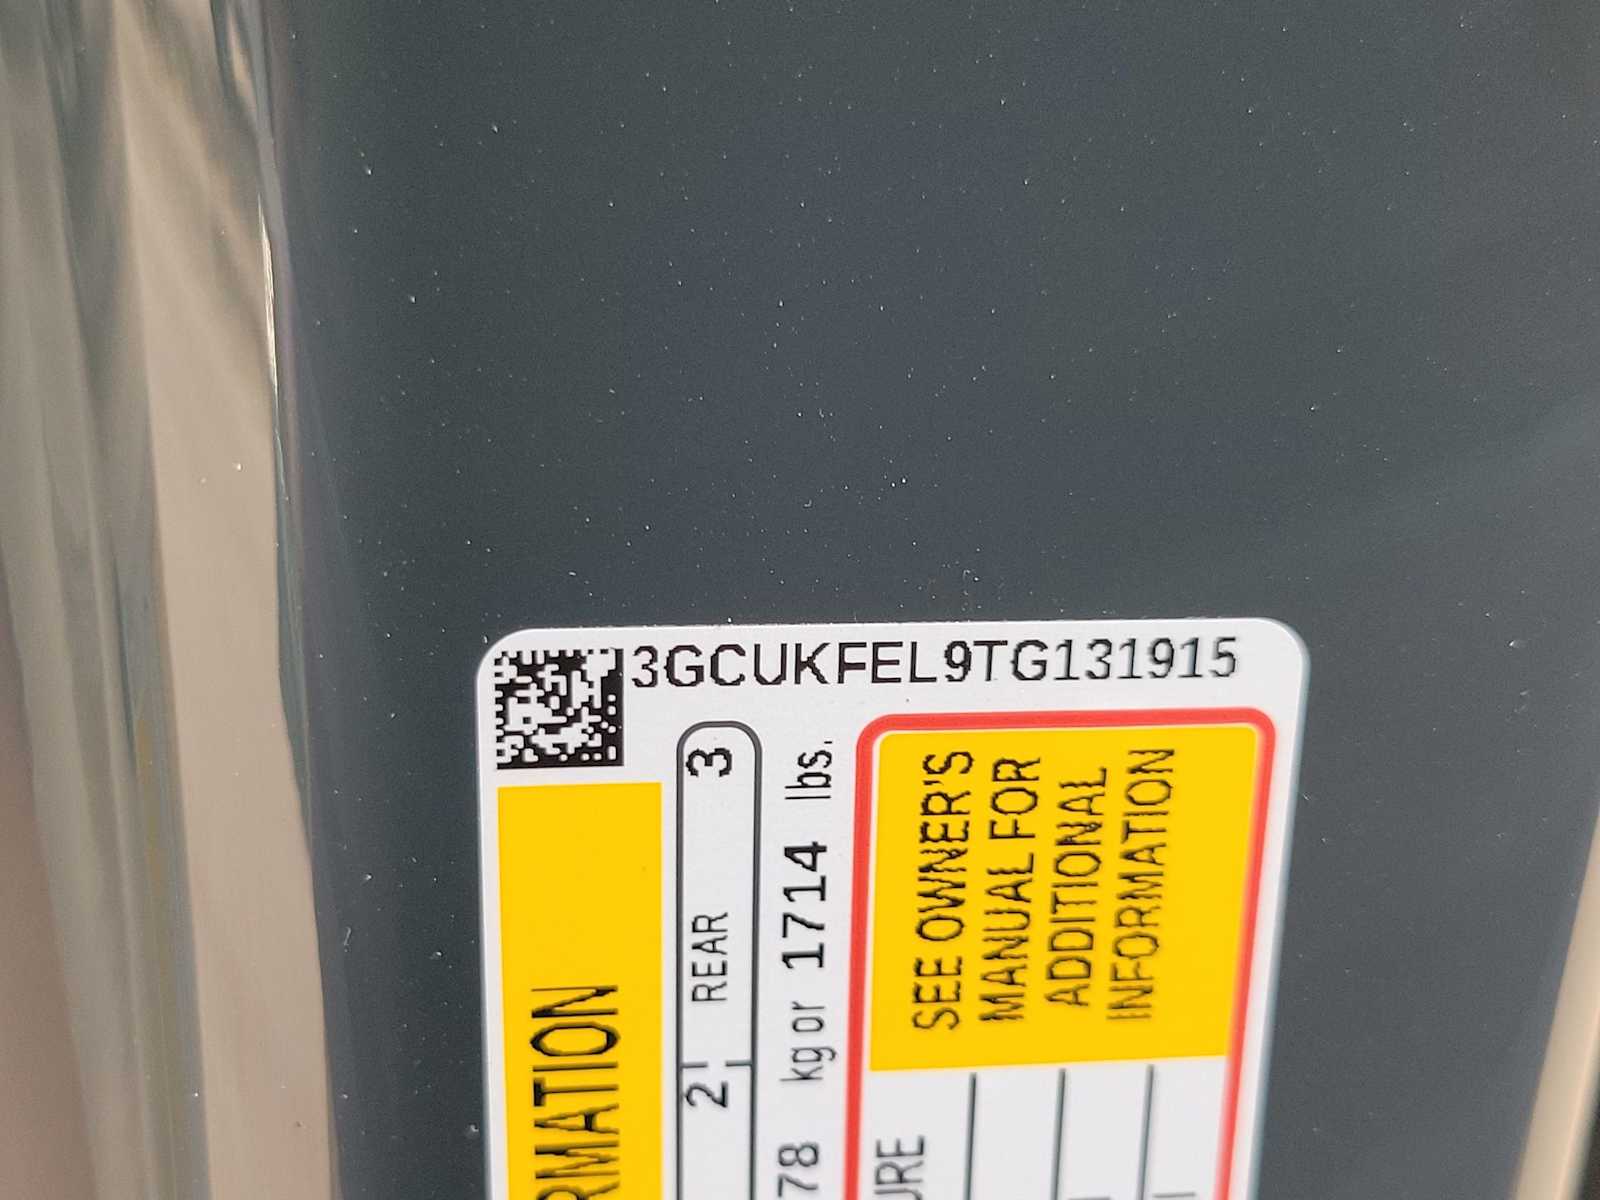 3GCUKFEL9TG131915
RMATION
2 REAR 3
78 kg or 1714 lbs.
SEE OWNER'S
MANUAL FOR
ADDITIONAL
INFORMATION
URE